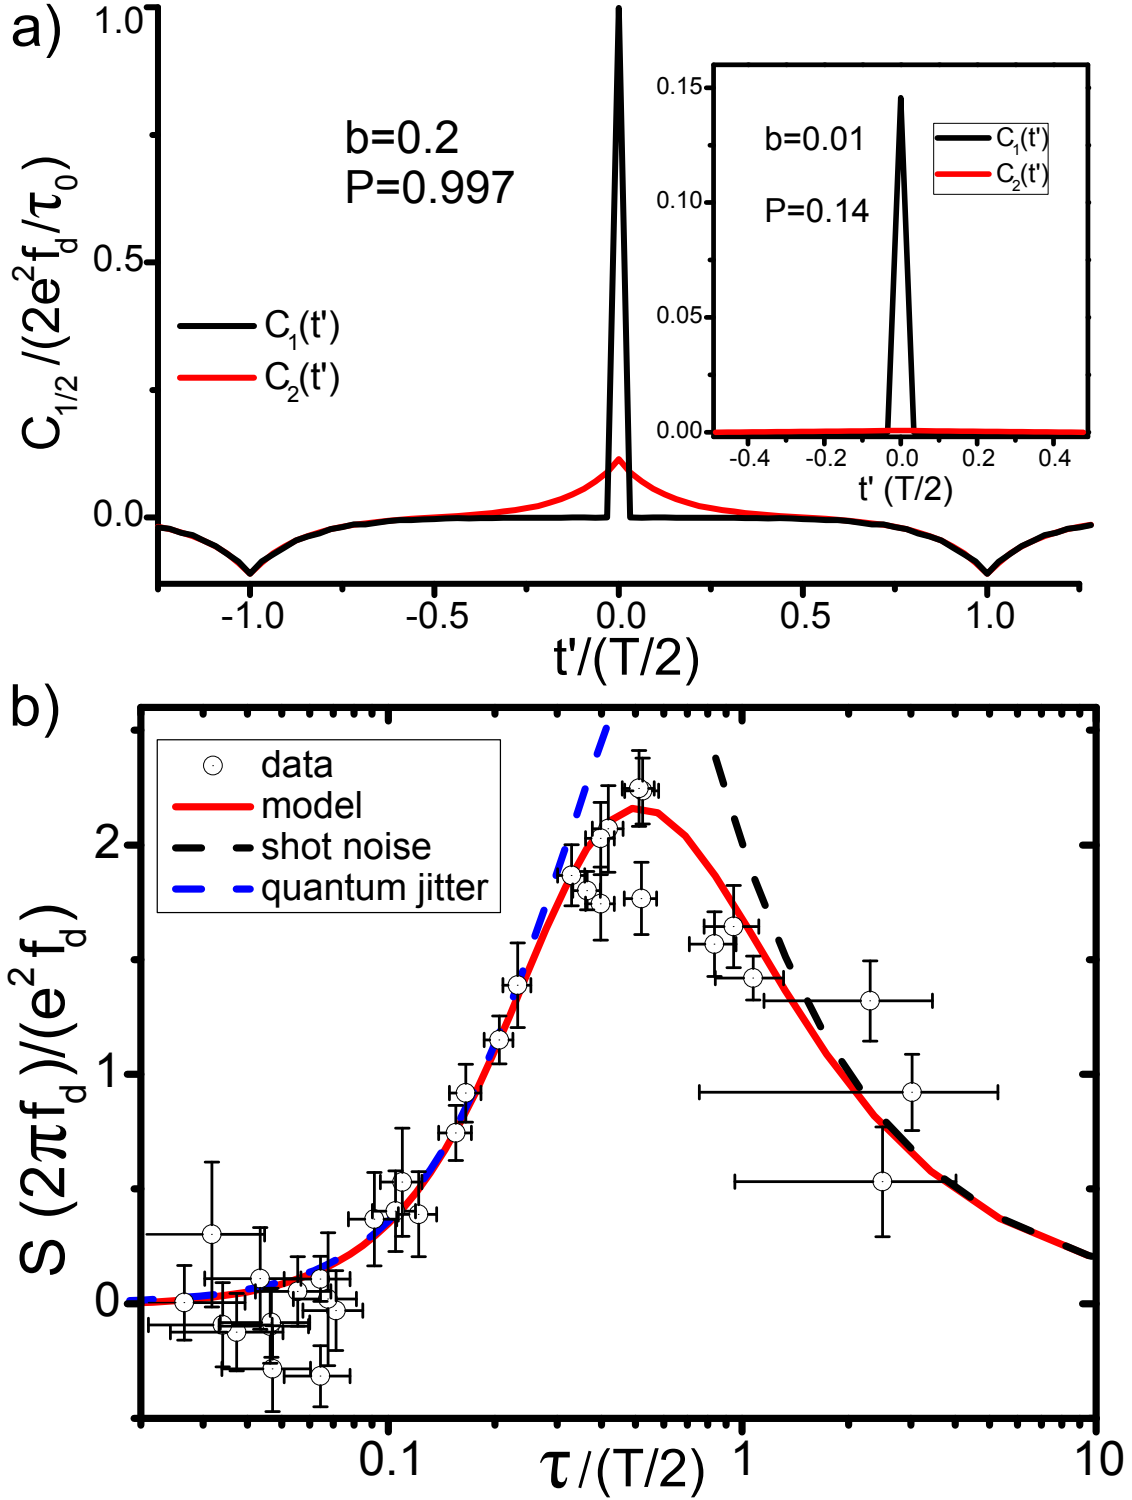 a)
C1/2/(2e²fd/τ0)
1.0
0.5
0.0
b=0.2
P=0.997
C1(t')
C2(t')
0.15
0.10
0.05
0.00
b=0.01
P=0.14
C1(t')
C2(t')
-0.4
-0.2
0.0
0.2
0.4
t' (T/2)
-1.0
-0.5
0.0
0.5
1.0
t'/(T/2)
b)
S (2πfd)/(e²fd)
2
1
0
data
model
shot noise
quantum jitter
0.1
1
10
τ/(T/2)